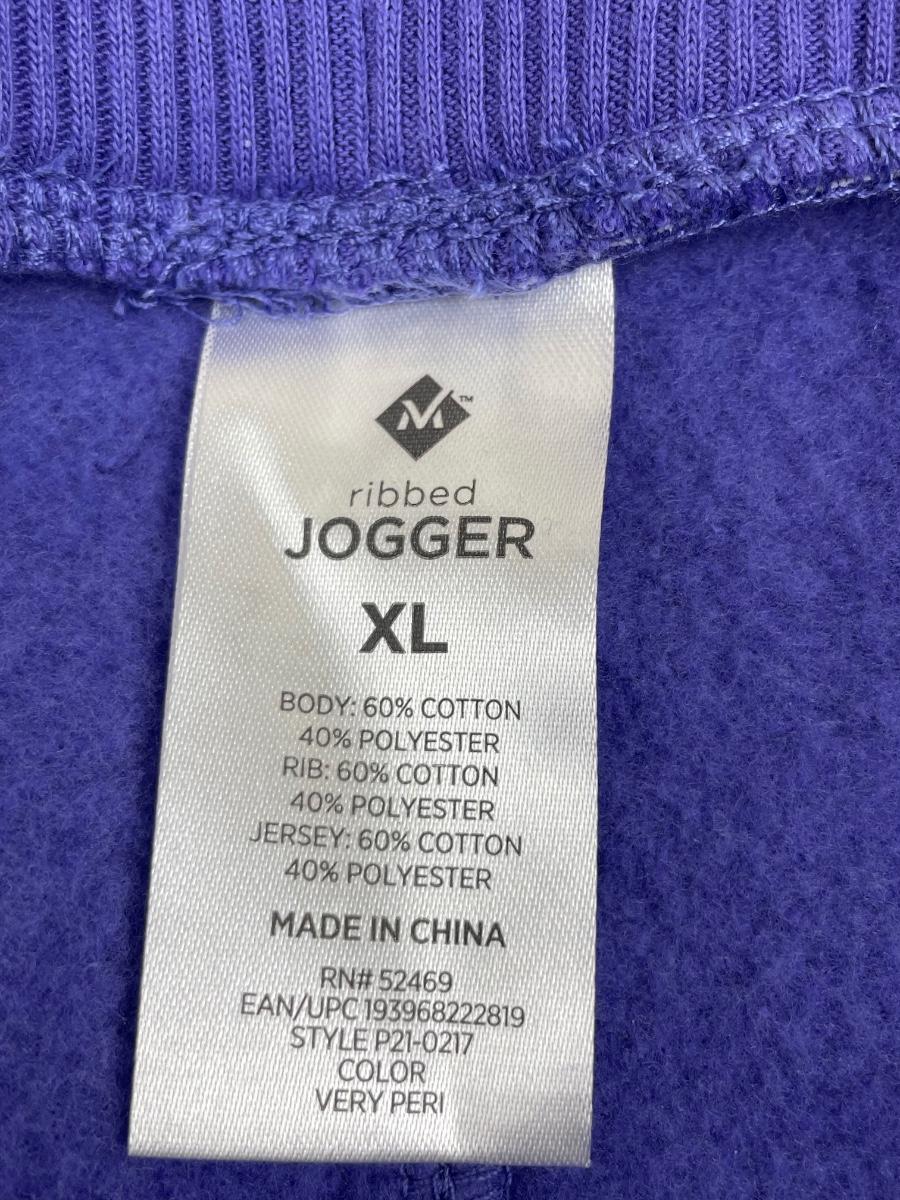 M™
ribbed
JOGGER
XL
BODY: 60% COTTON
40% POLYESTER
RIB: 60% COTTON
40% POLYESTER
JERSEY: 60% COTTON
40% POLYESTER
MADE IN CHINA
RN# 52469
EAN/UPC 193968222819
STYLE P21-0217
COLOR
VERY PERI